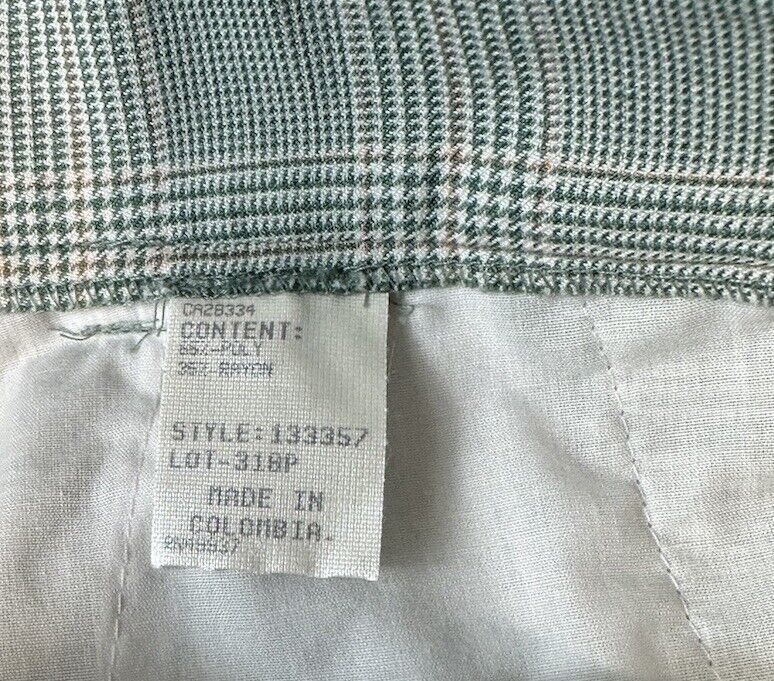 CA28334
CONTENT:
65%-POLY
35% RAYON
STYLE:133357
LOT-318P
MADE IN
COLOMBIA.